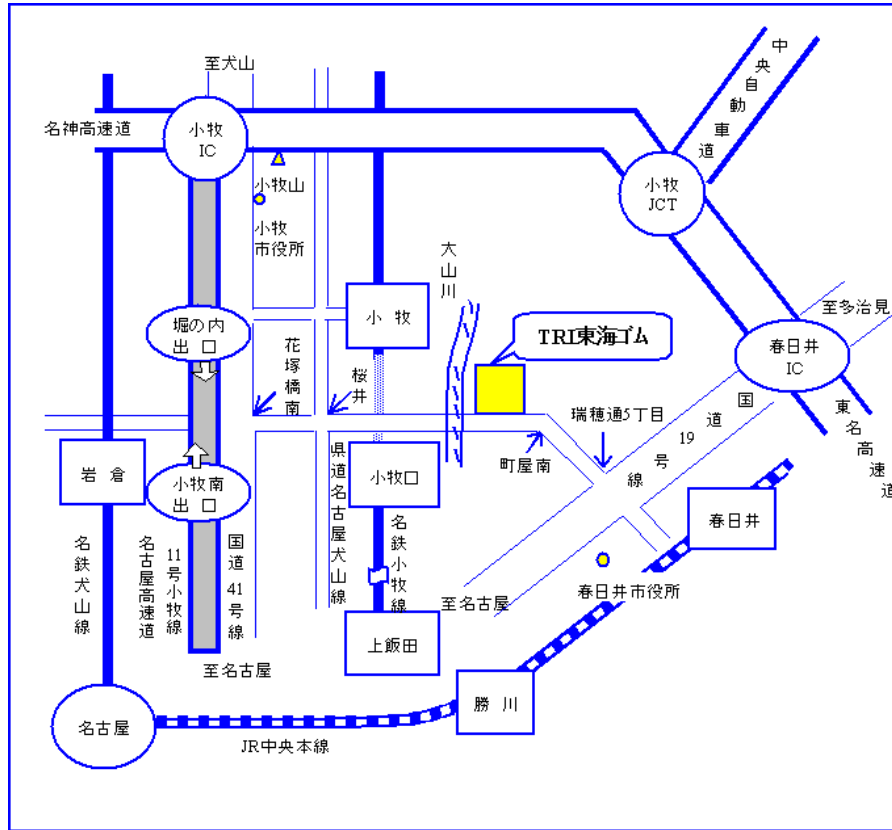 至犬山
中央自動車道
名神高速道
小牧
IC
小牧山
小牧
市役所
小牧
JCT
大山川
至多治見
堀の内
出 口
花塚橋南
小 牧
桜井
TRI東海ゴム
春日井
IC
瑞穂通5丁目
国道19号線
東名高速道
町屋南
岩 倉
小牧南
出 口
県道名古屋犬山線
小牧口
春日井
名鉄犬山線
名古屋高速道
11号小牧線
国道41号線
名鉄小牧線
至名古屋
春日井市役所
上飯田
至名古屋
勝 川
名古屋
JR中央本線